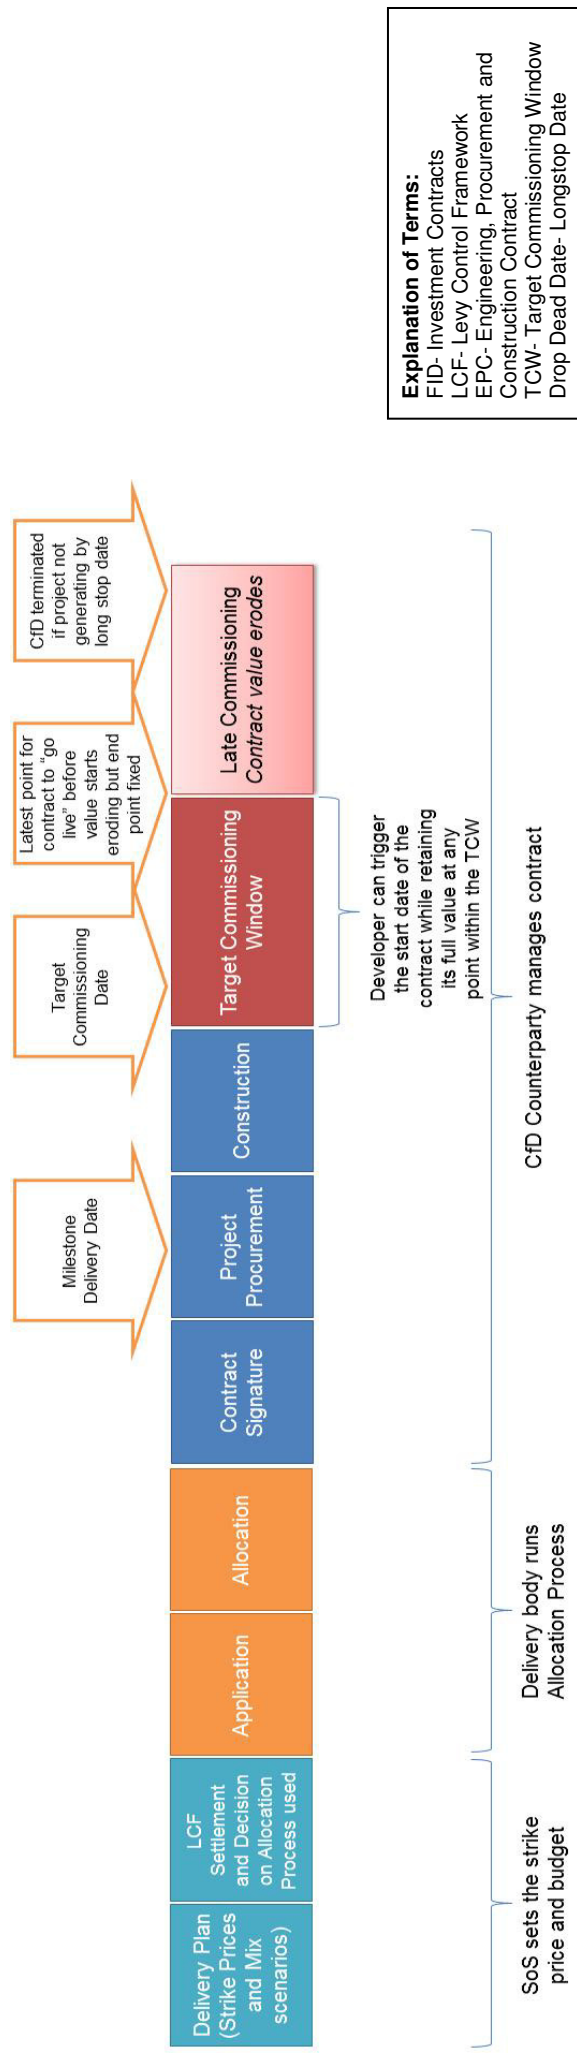 Milestone
Delivery Date
Target
Commissioning
Date
Latest point for
contract to “go
live” before
value starts
eroding but end
point fixed
CfD terminated
if project not
generating by
long stop date
Delivery Plan
(Strike Prices
and Mix
scenarios)
LCF
Settlement
and Decision
on Allocation
Process used
Application
Allocation
Contract
Signature
Project
Procurement
Construction
Target Commissioning
Window
Late Commissioning
Contract value erodes
Developer can trigger
the start date of the
contract while retaining
its full value at any
point within the TCW
SoS sets the strike
price and budget
Delivery body runs
Allocation Process
CfD Counterparty manages contract
Explanation of Terms:
FID- Investment Contracts
LCF- Levy Control Framework
EPC- Engineering, Procurement and
Construction Contract
TCW- Target Commissioning Window
Drop Dead Date- Longstop Date